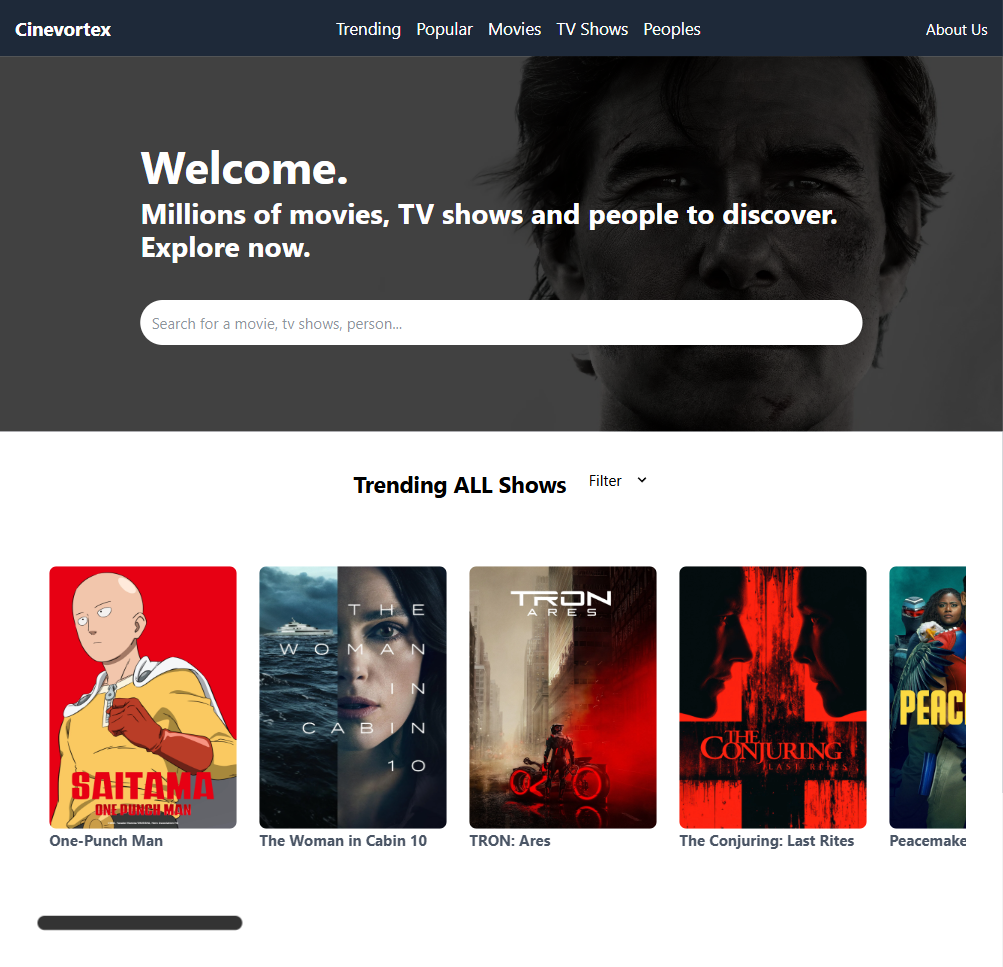 Cinevortex
Trending Popular Movies TV Shows Peoples
About Us
Welcome.
Millions of movies, TV shows and people to discover.
Explore now.
Search for a movie, tv shows, person...
Trending ALL Shows
Filter
SAITAMA
ONE PUNCH MAN
One-Punch Man
THE
WOMAN
IN
CABIN
10
The Woman in Cabin 10
TRON
ARES
TRON: Ares
THE
CONJURING
LAST RITES
The Conjuring: Last Rites
PEAC
Peacemake